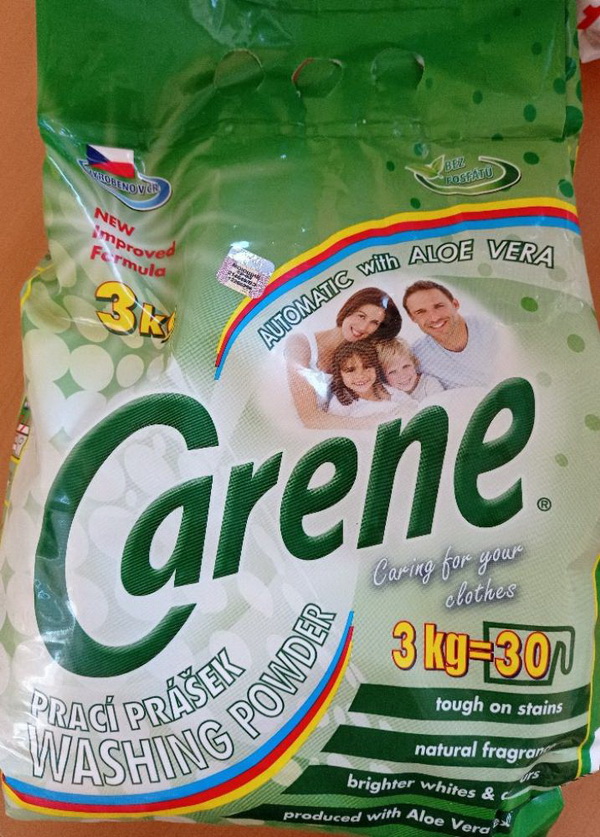 VYROBENO V ČR
BEZ
FOSFÁTŮ
NEW
Improved
Formula
3 kg
AUTOMATIC with ALOE VERA
Carene®
Caring for your
clothes
3 kg=30
PRACÍ PRÁŠEK
WASHING POWDER
tough on stains
natural
brighter whites &
produced with Aloe Vera